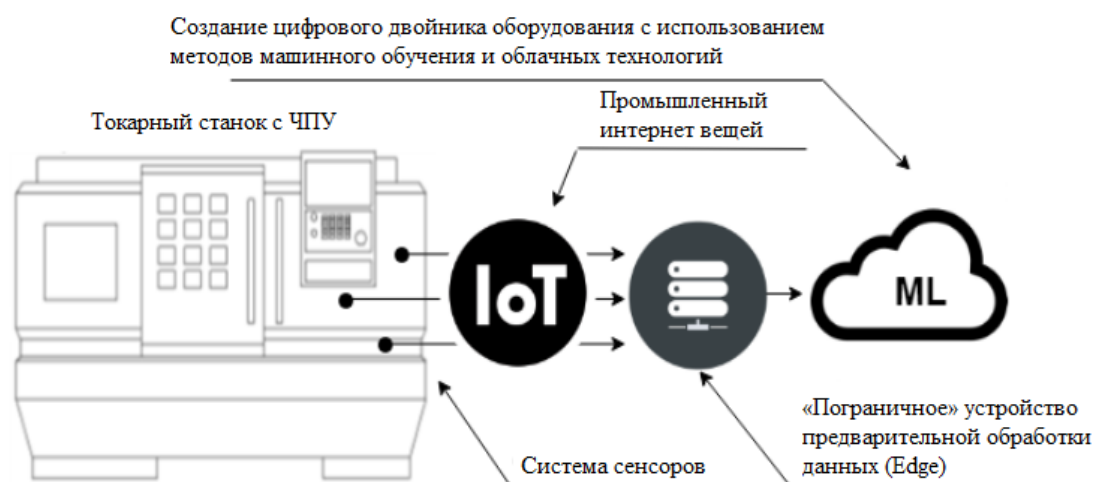 Создание цифрового двойника оборудования с использованием
методов машинного обучения и облачных технологий
Промышленный
интернет вещей
Токарный станок с ЧПУ
IoT
ML
«Пограничное» устройство
предварительной обработки
данных (Edge)
Система сенсоров